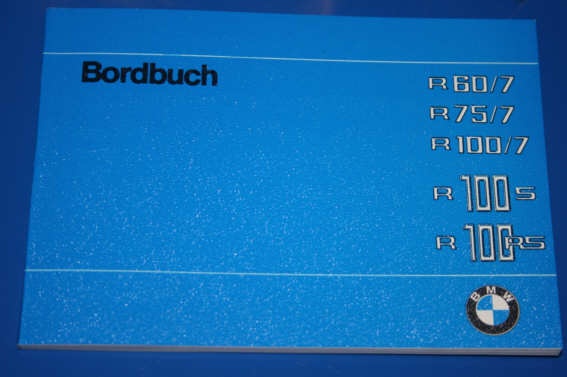 Bordbuch
R 60/7
R 75/7
R 100/7
R 100 S
R 100 RS
BMW